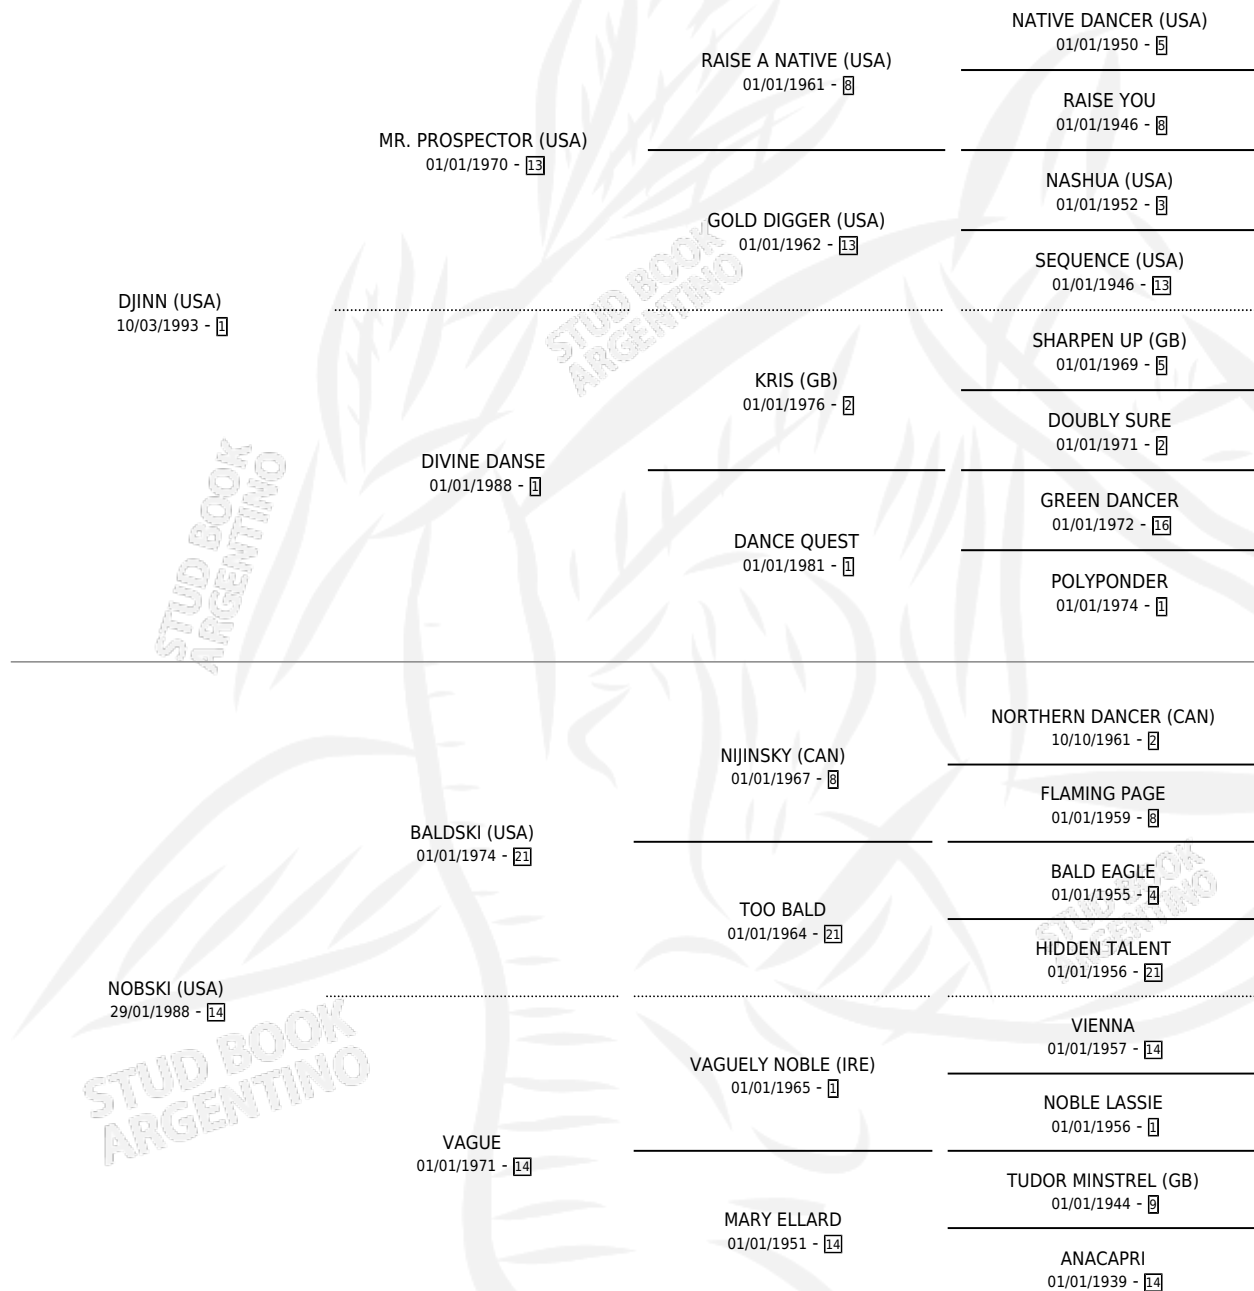 NATIVE DANCER (USA)
01/01/1950 - 5
RAISE A NATIVE (USA)
01/01/1961 - 8
RAISE YOU
01/01/1946 - 8
MR. PROSPECTOR (USA)
01/01/1970 - 13
NASHUA (USA)
01/01/1952 - 3
GOLD DIGGER (USA)
01/01/1962 - 13
SEQUENCE (USA)
01/01/1946 - 13
DJINN (USA)
10/03/1993 - 1
STUD BOOK
ARGENTINO
SHARPEN UP (GB)
01/01/1969 - 5
KRIS (GB)
01/01/1976 - 2
DOUBLY SURE
01/01/1971 - 2
DIVINE DANSE
01/01/1988 - 1
GREEN DANCER
01/01/1972 - 16
DANCE QUEST
01/01/1981 - 1
POLYPONDER
01/01/1974 - 1
STUD BOOK
ARGENTINO
NORTHERN DANCER (CAN)
10/10/1961 - 2
NIJINSKY (CAN)
01/01/1967 - 8
FLAMING PAGE
01/01/1959 - 8
BALDSKI (USA)
01/01/1974 - 21
BALD EAGLE
01/01/1955 - 4
TOO BALD
01/01/1964 - 21
STUD BOOK
ARGENTINO
HIDDEN TALENT
01/01/1956 - 21
NOBSKI (USA)
29/01/1988 - 14
VIENNA
01/01/1957 - 14
VAGUELY NOBLE (IRE)
01/01/1965 - 1
NOBLE LASSIE
01/01/1956 - 1
STUD BOOK
ARGENTINO
VAGUE
01/01/1971 - 14
TUDOR MINSTREL (GB)
01/01/1944 - 9
MARY ELLARD
01/01/1951 - 14
ANACAPRI
01/01/1939 - 14